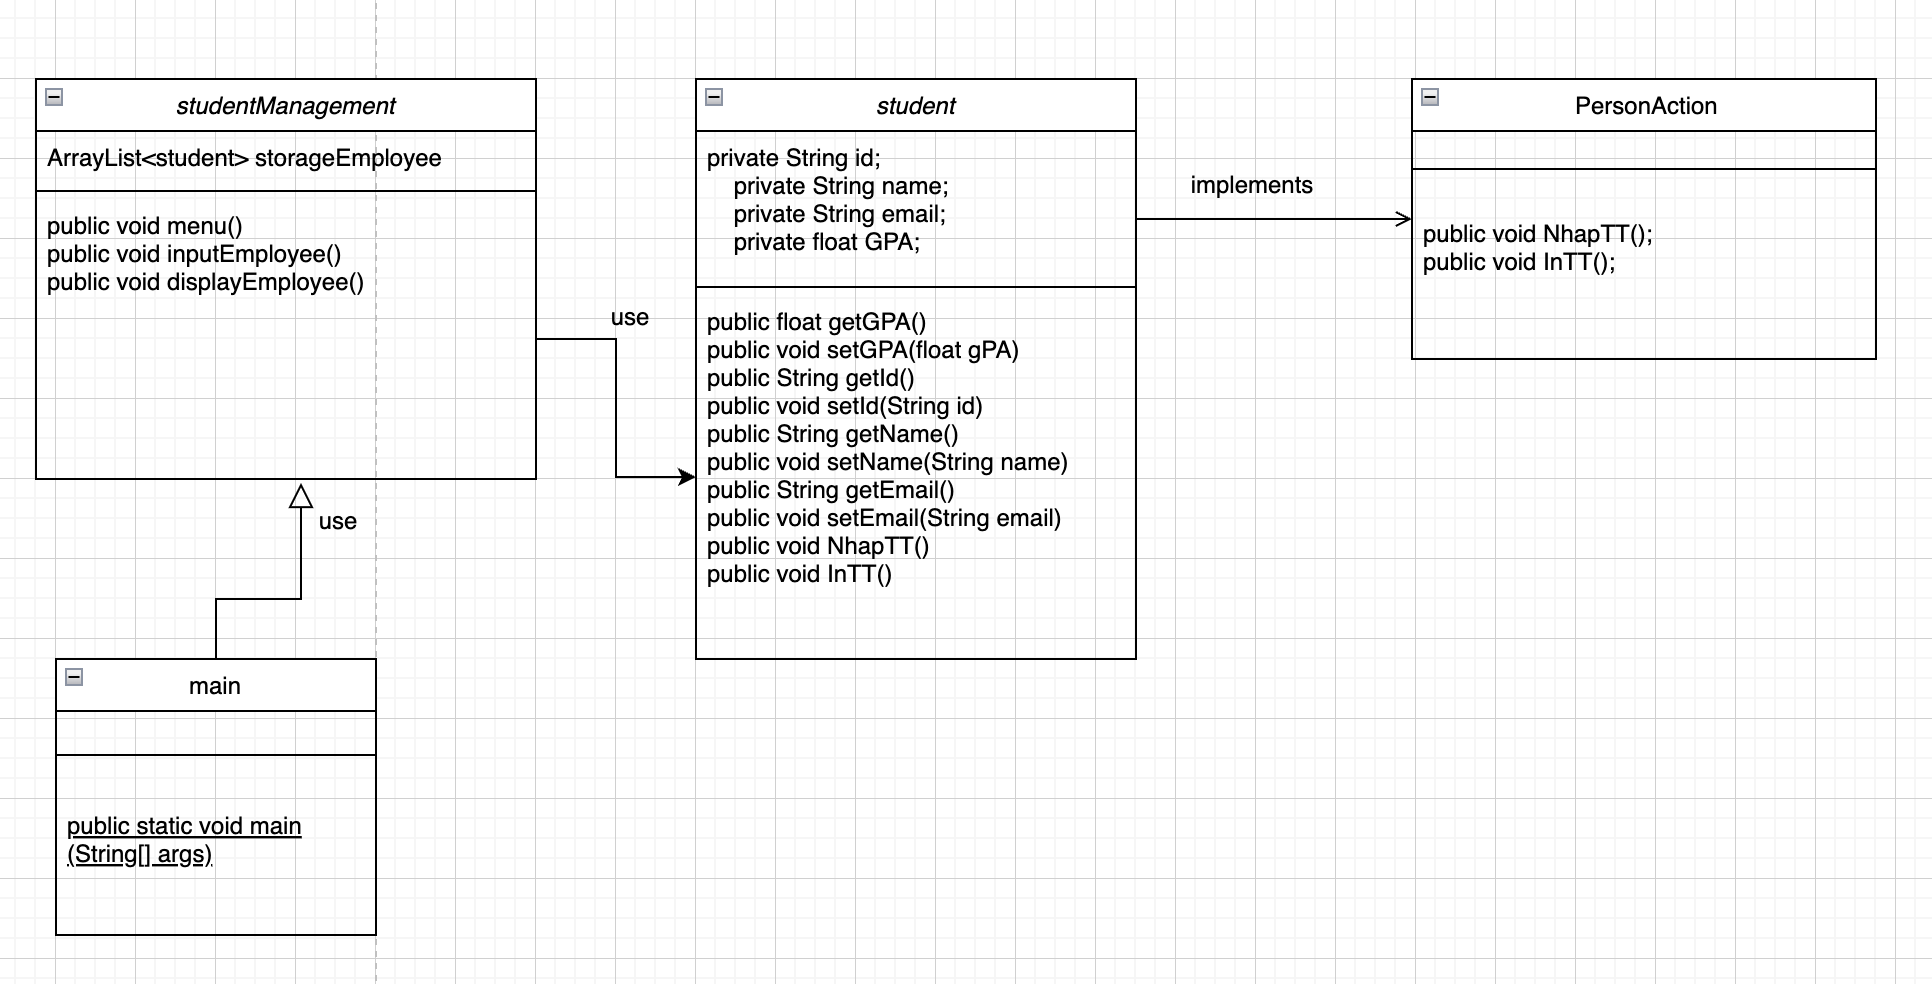 studentManagement
ArrayList<student> storageEmployee
public void menu()
public void inputEmployee()
public void displayEmployee()
use
use
main
public static void main
(String[] args)
student
private String id;
private String name;
private String email;
private float GPA;
public float getGPA()
public void setGPA(float gPA)
public String getId()
public void setId(String id)
public String getName()
public void setName(String name)
public String getEmail()
public void setEmail(String email)
public void NhapTT()
public void InTT()
implements
PersonAction
public void NhapTT();
public void InTT();